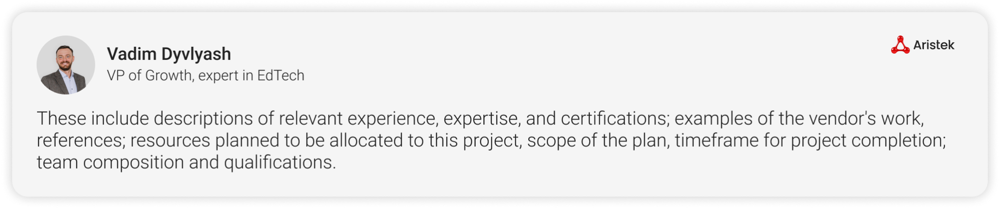 Vadim Dyvlyash
VP of Growth, expert in EdTech
Aristek
These include descriptions of relevant experience, expertise, and certifications; examples of the vendor's work,
references; resources planned to be allocated to this project, scope of the plan, timeframe for project completion;
team composition and qualifications.